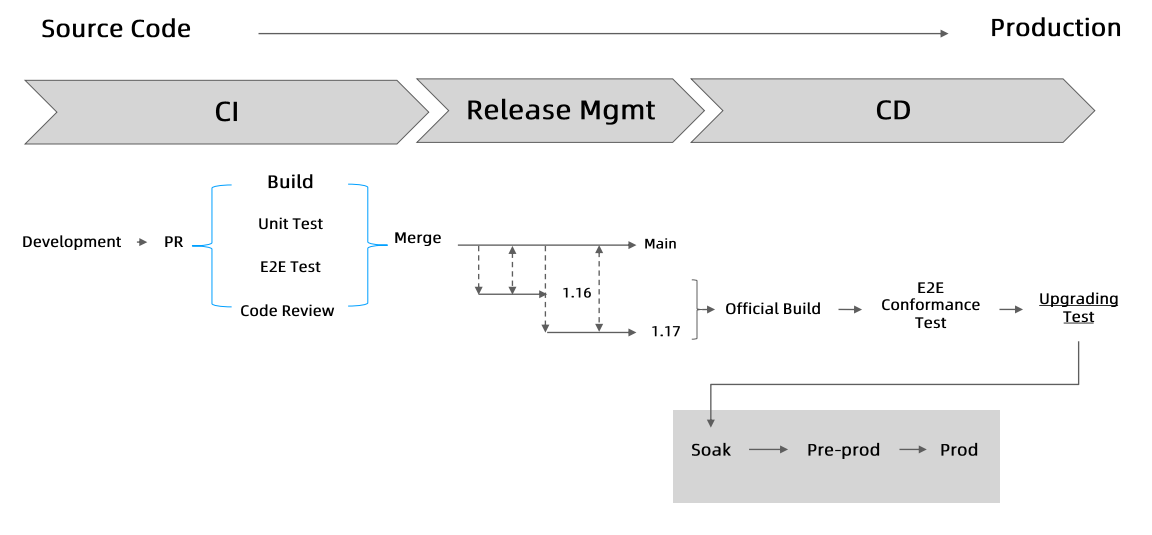 Source Code
Production
CI
Release Mgmt
CD
Build
Unit Test
E2E Test
Code Review
Development
PR
Merge
Main
1.16
1.17
Official Build
E2E
Conformance
Test
Upgrading
Test
Soak
Pre-prod
Prod